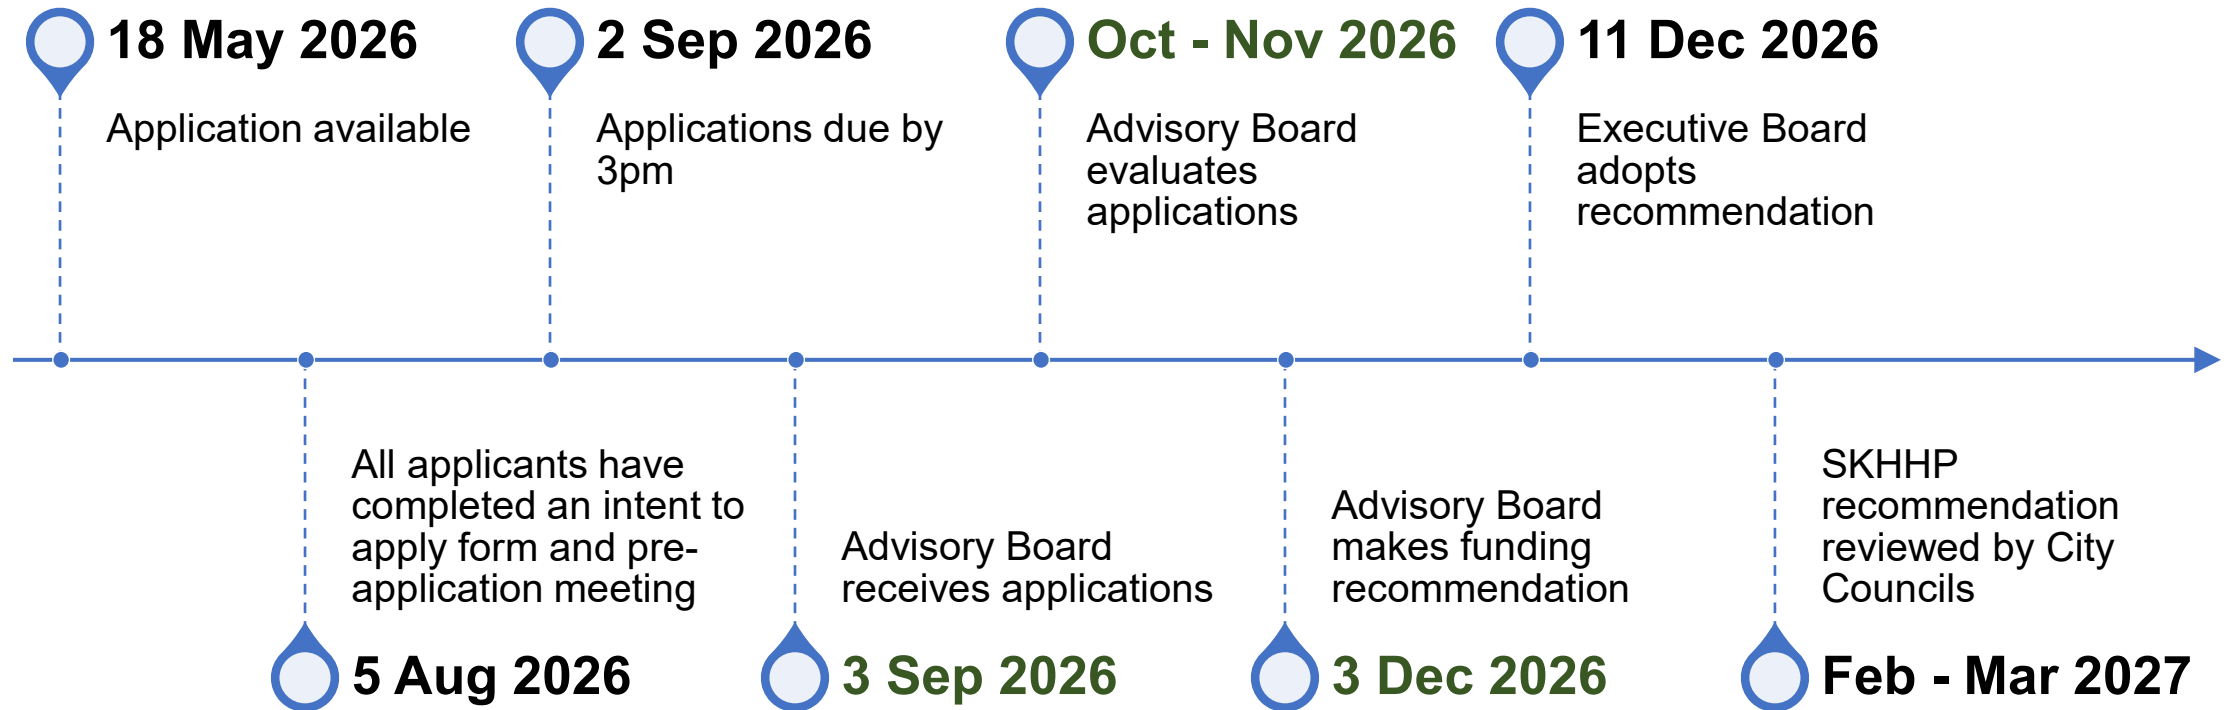 18 May 2026
Application available
5 Aug 2026
All applicants have
completed an intent to
apply form and pre-
application meeting
2 Sep 2026
Applications due by
3pm
3 Sep 2026
Advisory Board
receives applications
Oct - Nov 2026
Advisory Board
evaluates
applications
3 Dec 2026
Advisory Board
makes funding
recommendation
11 Dec 2026
Executive Board
adopts
recommendation
Feb - Mar 2027
SKHHP
recommendation
reviewed by City
Councils